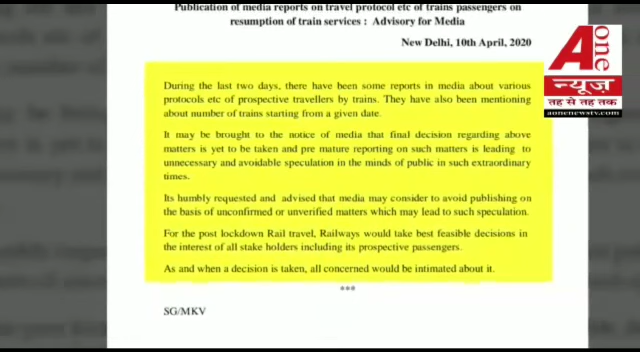 Publication of media reports on travel protocol etc of trains passengers on
resumption of train services : Advisory for Media
New Delhi, 10th April, 2020
A one
न्यूज़
तह से तह तक
aonenewstv.com
During the last two days, there have been some reports in media about various
protocols etc of prospective travellers by trains. They have also been mentioning
about number of trains starting from a given date.
It may be brought to the notice of media that final decision regarding above
matters is yet to be taken and pre mature reporting on such matters is leading to
unnecessary and avoidable speculation in the minds of public in such extraordinary
times.
Its humbly requested and advised that media may consider to avoid publishing on
the basis of unconfirmed or unverified matters which may lead to such speculation.
For the post lockdown Rail travel, Railways would take best feasible decisions in
the interest of all stake holders including its prospective passengers.
As and when a decision is taken, all concerned would be intimated about it.
***
SG/MKV